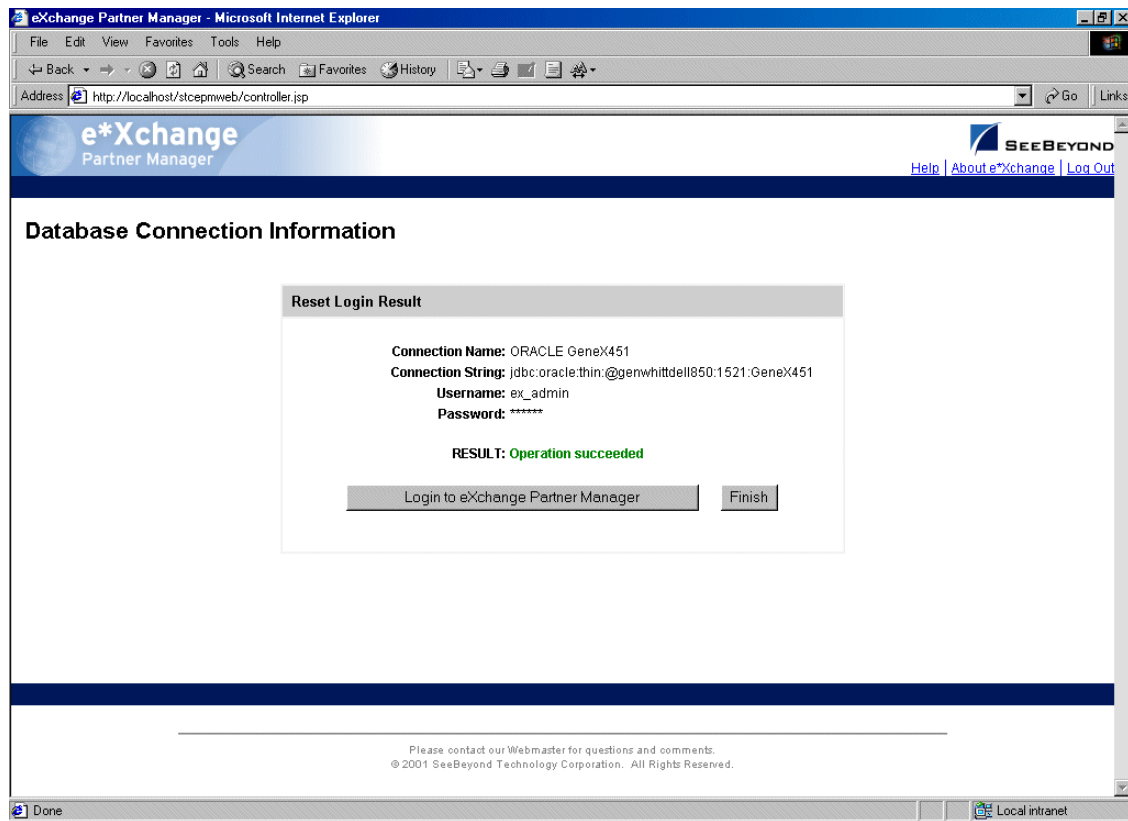 eXchange Partner Manager - Microsoft Internet Explorer
File Edit View Favorites Tools Help
Back Search Favorites History
Address http://localhost/stcepmweb/controller.jsp Go Links
e*Xchange
Partner Manager
SEEBEYOND
Help | About e*Xchange | Log Out
Database Connection Information
Reset Login Result
Connection Name: ORACLE GeneX451
Connection String: jdbc:oracle:thin:@genwhittdell850:1521:GeneX451
Username: ex_admin
Password: ******
RESULT: Operation succeeded
Login to eXchange Partner Manager Finish
Please contact our Webmaster for questions and comments.
© 2001 SeeBeyond Technology Corporation. All Rights Reserved.
Done Local intranet